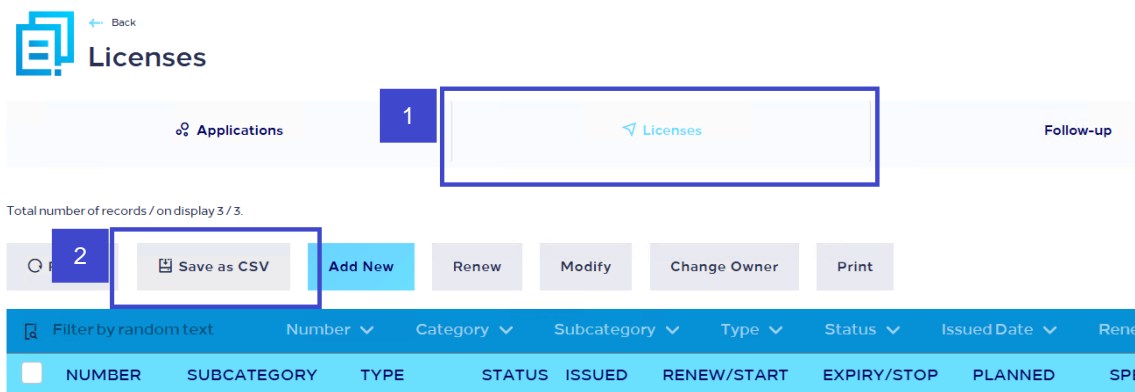 Back
Licenses
1
Applications
Licenses
Follow-up
Total number of records / on display 3 / 3.
2
Save as CSV
Add New
Renew
Modify
Change Owner
Print
Filter by random text Number Category Subcategory Type Status Issued Date
NUMBER SUBCATEGORY TYPE STATUS ISSUED RENEW/START EXPIRY/STOP PLANNED